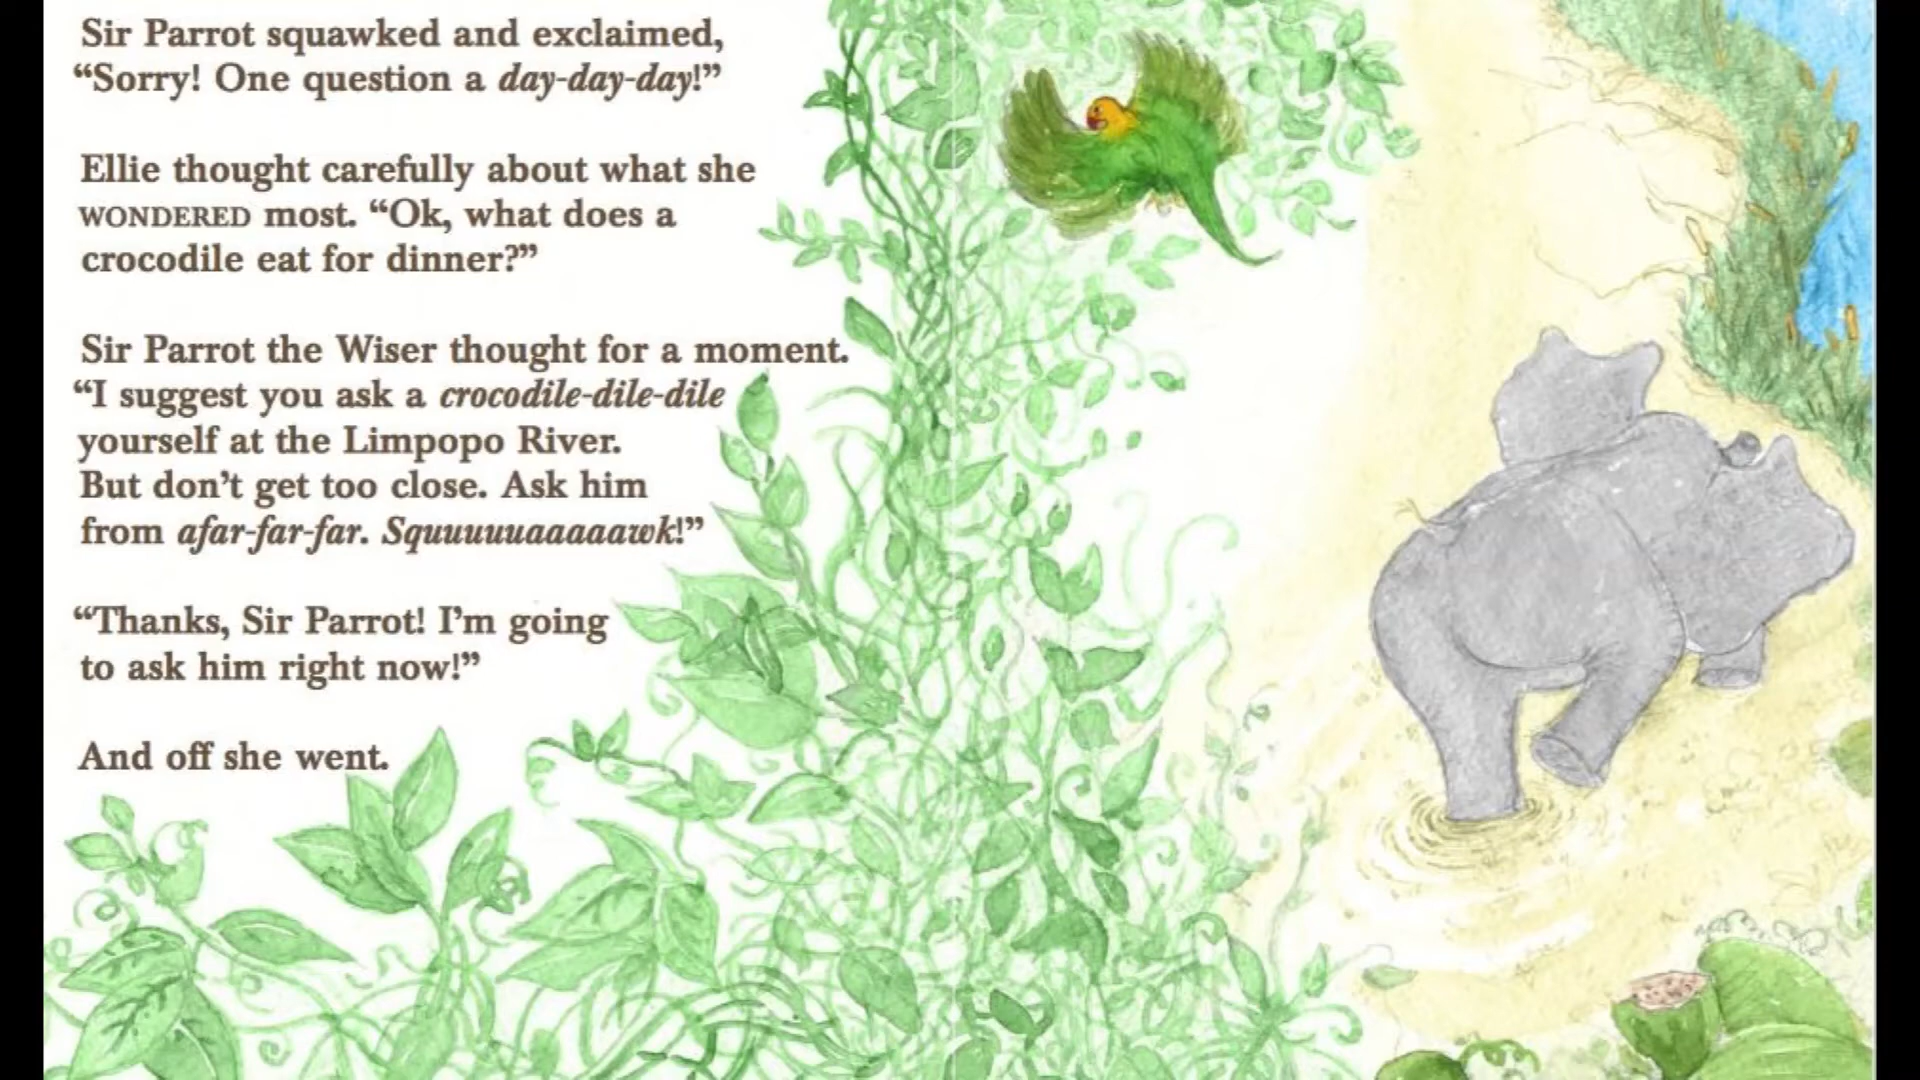 Sir Parrot squawked and exclaimed,
“Sorry! One question a day-day-day!”
Ellie thought carefully about what she
WONDERED most. “Ok, what does a
crocodile eat for dinner?”
Sir Parrot the Wiser thought for a moment.
“I suggest you ask a crocodile-dile-dile
yourself at the Limpopo River.
But don’t get too close. Ask him
from afar-far-far. Squuuuuaaaaawk!”
“Thanks, Sir Parrot! I’m going
to ask him right now!”
And off she went.